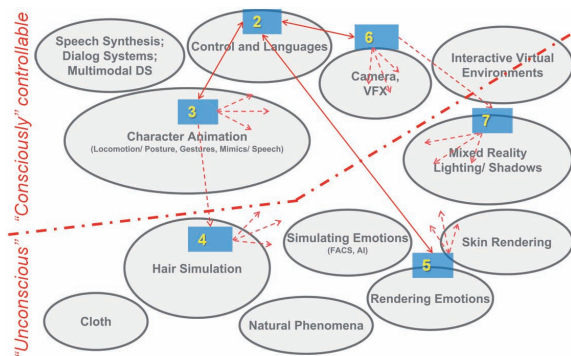 2
6
Speech Synthesis;
Dialog Systems;
Multimodal DS
Control and Languages
Interactive Virtual
Environments
Camera,
VFX
3
7
Character Animation
(Locomotion/ Posture, Gestures, Mimics/ Speech)
Mixed Reality
Lighting/ Shadows
"Unconscious" "Consciously" controllable
4
Simulating Emotions
(FACS, AI)
Skin Rendering
Hair Simulation
5
Rendering Emotions
Cloth
Natural Phenomena